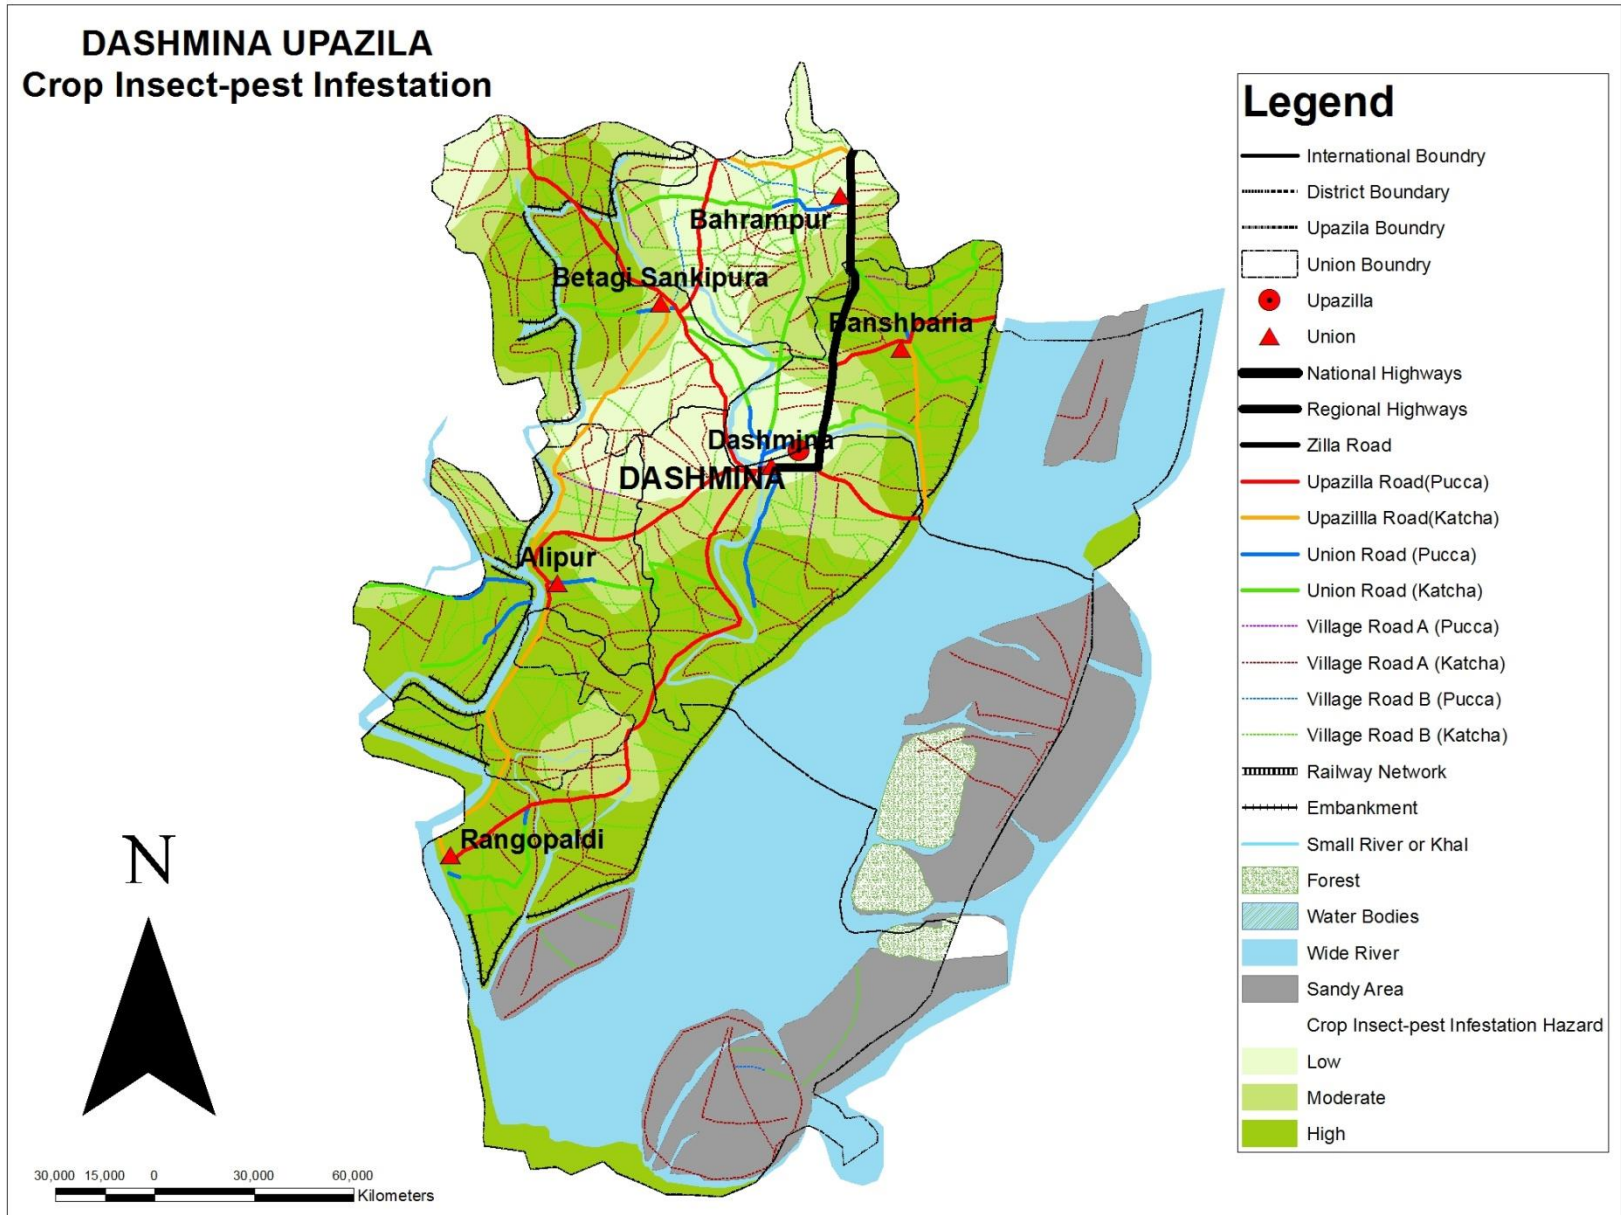 DASHMINA UPAZILA
Crop Insect-pest Infestation
Bahrampur
Betagi Sankipura
Banshbaria
Dashmina
DASHMINA
Alipur
Rangopaldi
N
30,000 15,000 0 30,000 60,000
Kilometers
Legend
International Boundry
District Boundary
Upazila Boundry
Union Boundry
Upazilla
Union
National Highways
Regional Highways
Zilla Road
Upazilla Road(Pucca)
Upazillla Road(Katcha)
Union Road (Pucca)
Union Road (Katcha)
Village Road A (Pucca)
Village Road A (Katcha)
Village Road B (Pucca)
Village Road B (Katcha)
Railway Network
Embankment
Small River or Khal
Forest
Water Bodies
Wide River
Sandy Area
Crop Insect-pest Infestation Hazard
Low
Moderate
High